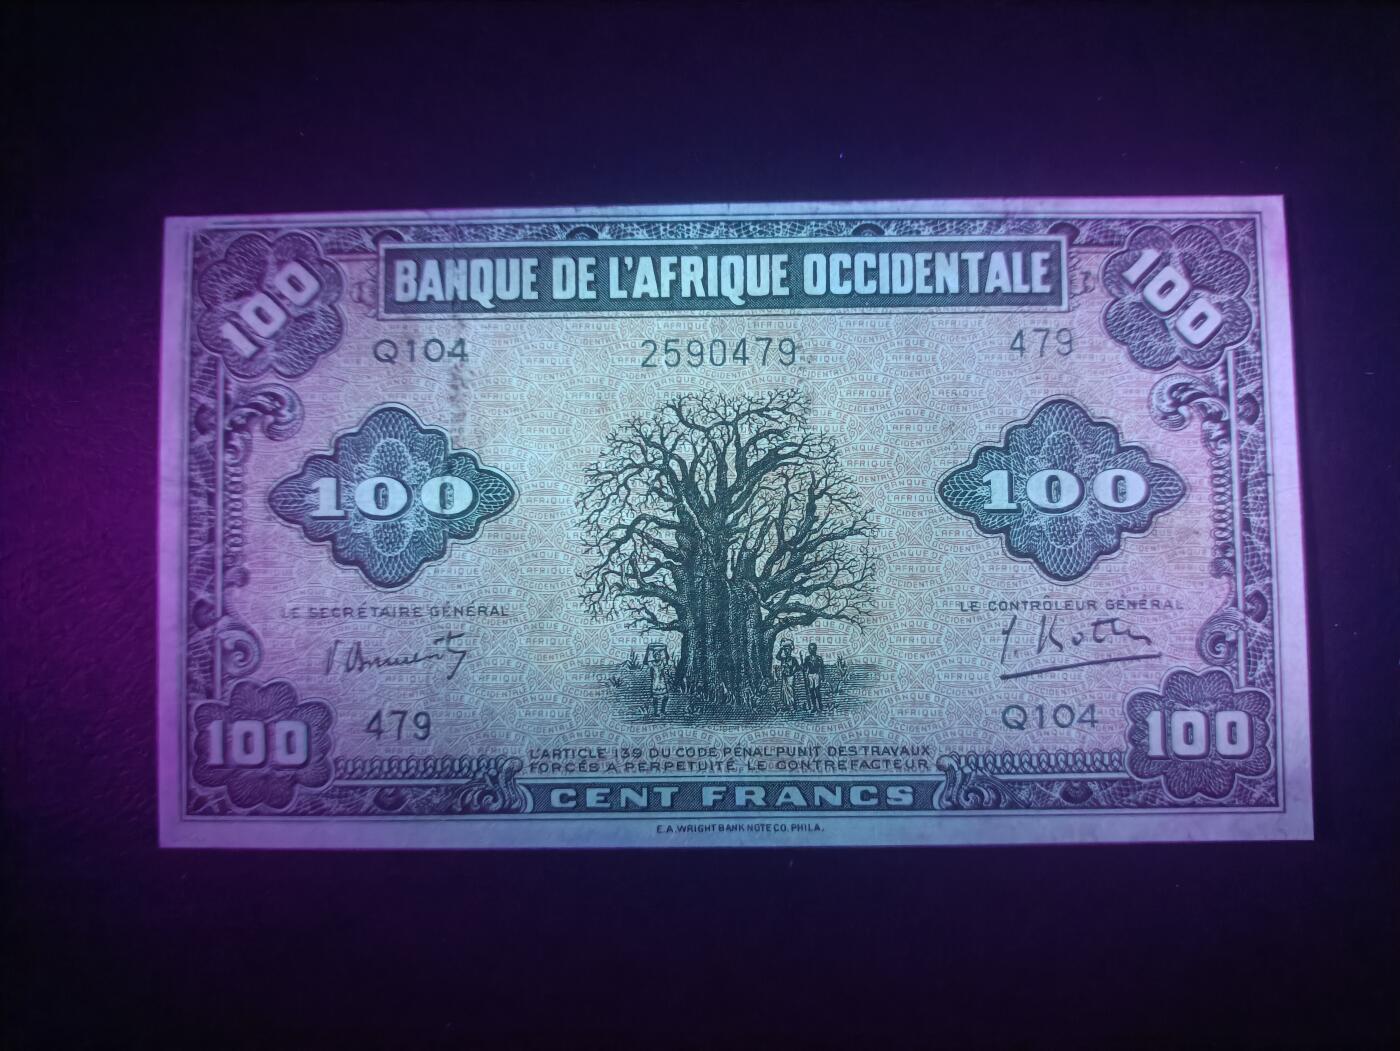 100 BANQUE DE L'AFRIQUE OCCIDENTALE 100
Q104 2590479 479
100 100
LE SECRÉTAIRE GÉNÉRAL LE CONTRÔLEUR GÉNÉRAL
479 Q104
100 100
L'ARTICLE 139 DU CODE PÉNAL PUNIT DES TRAVAUX
FORCÉS À PERPÉTUITÉ, LE CONTREFACTEUR
CENT FRANCS
E.A.WRIGHT BANK NOTE CO. PHILA.